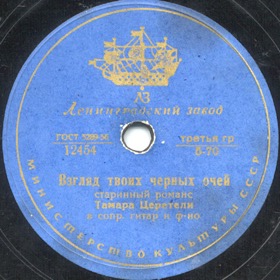 ЛЗ
Ленинградский завод
ГОСТ 5289-56
третья гр
12454
8-70
Взгляд твоих черных очей
старинный романс
Тамара Церетели
в сопр. гитар и ф-но
МИНИСТЕРСТВО КУЛЬТУРЫ СССР